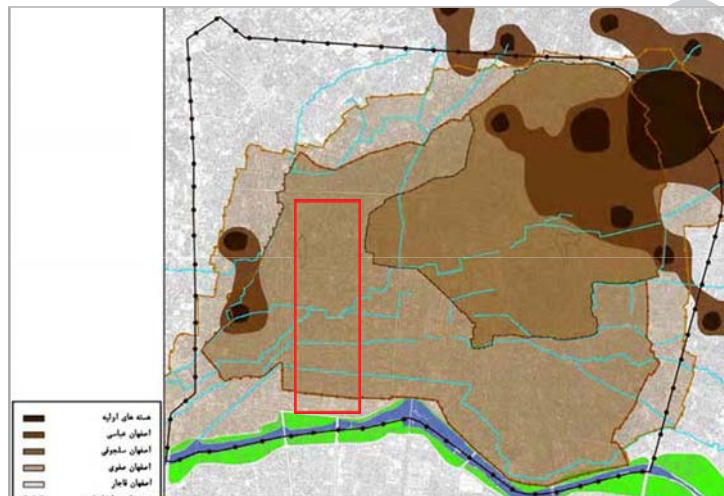 هسته های اولیه
اصفهان عباسی
اصفهان سلجوقی
اصفهان صفوی
اصفهان قاجار